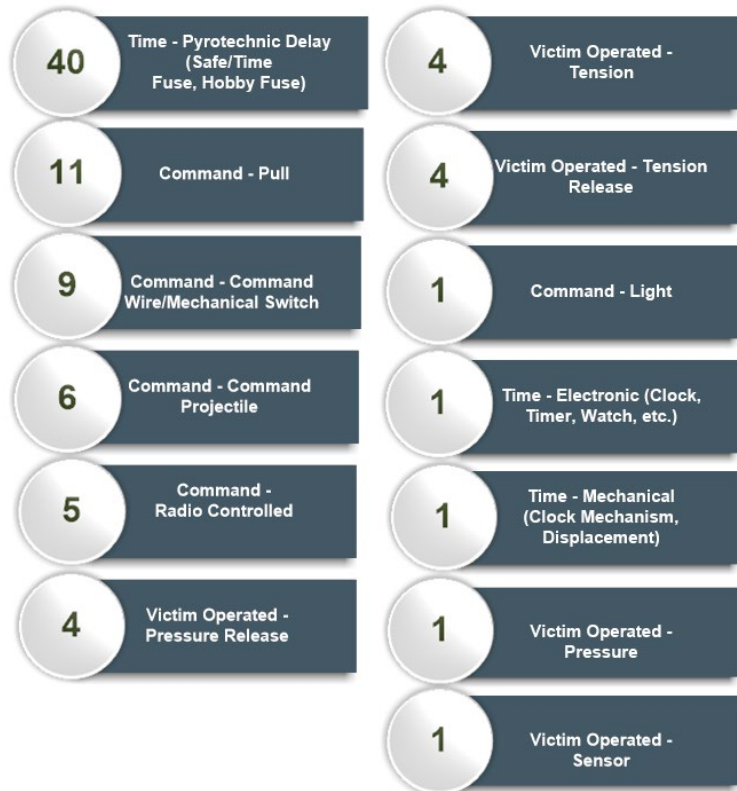 40
Time - Pyrotechnic Delay
(Safe/Time
Fuse, Hobby Fuse)
11
Command - Pull
9
Command - Command
Wire/Mechanical Switch
6
Command - Command
Projectile
5
Command -
Radio Controlled
4
Victim Operated -
Pressure Release
4
Victim Operated -
Tension
4
Victim Operated - Tension
Release
1
Command - Light
1
Time - Electronic (Clock,
Timer, Watch, etc.)
1
Time - Mechanical
(Clock Mechanism,
Displacement)
1
Victim Operated -
Pressure
1
Victim Operated -
Sensor